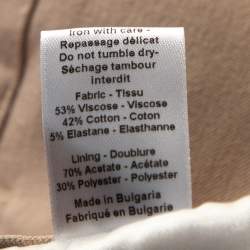 Iron with care -
Repassage délicat
Do not tumble dry-
Séchage tambour
interdit
Fabric - Tissu
53% Viscose - Viscose
42% Cotton - Coton
5% Elastane - Elasthanne
Lining - Doublure
70% Acetate - Acétate
30% Polyester - Polyester
Made in Bulgaria
Fabriqué en Bulgarie